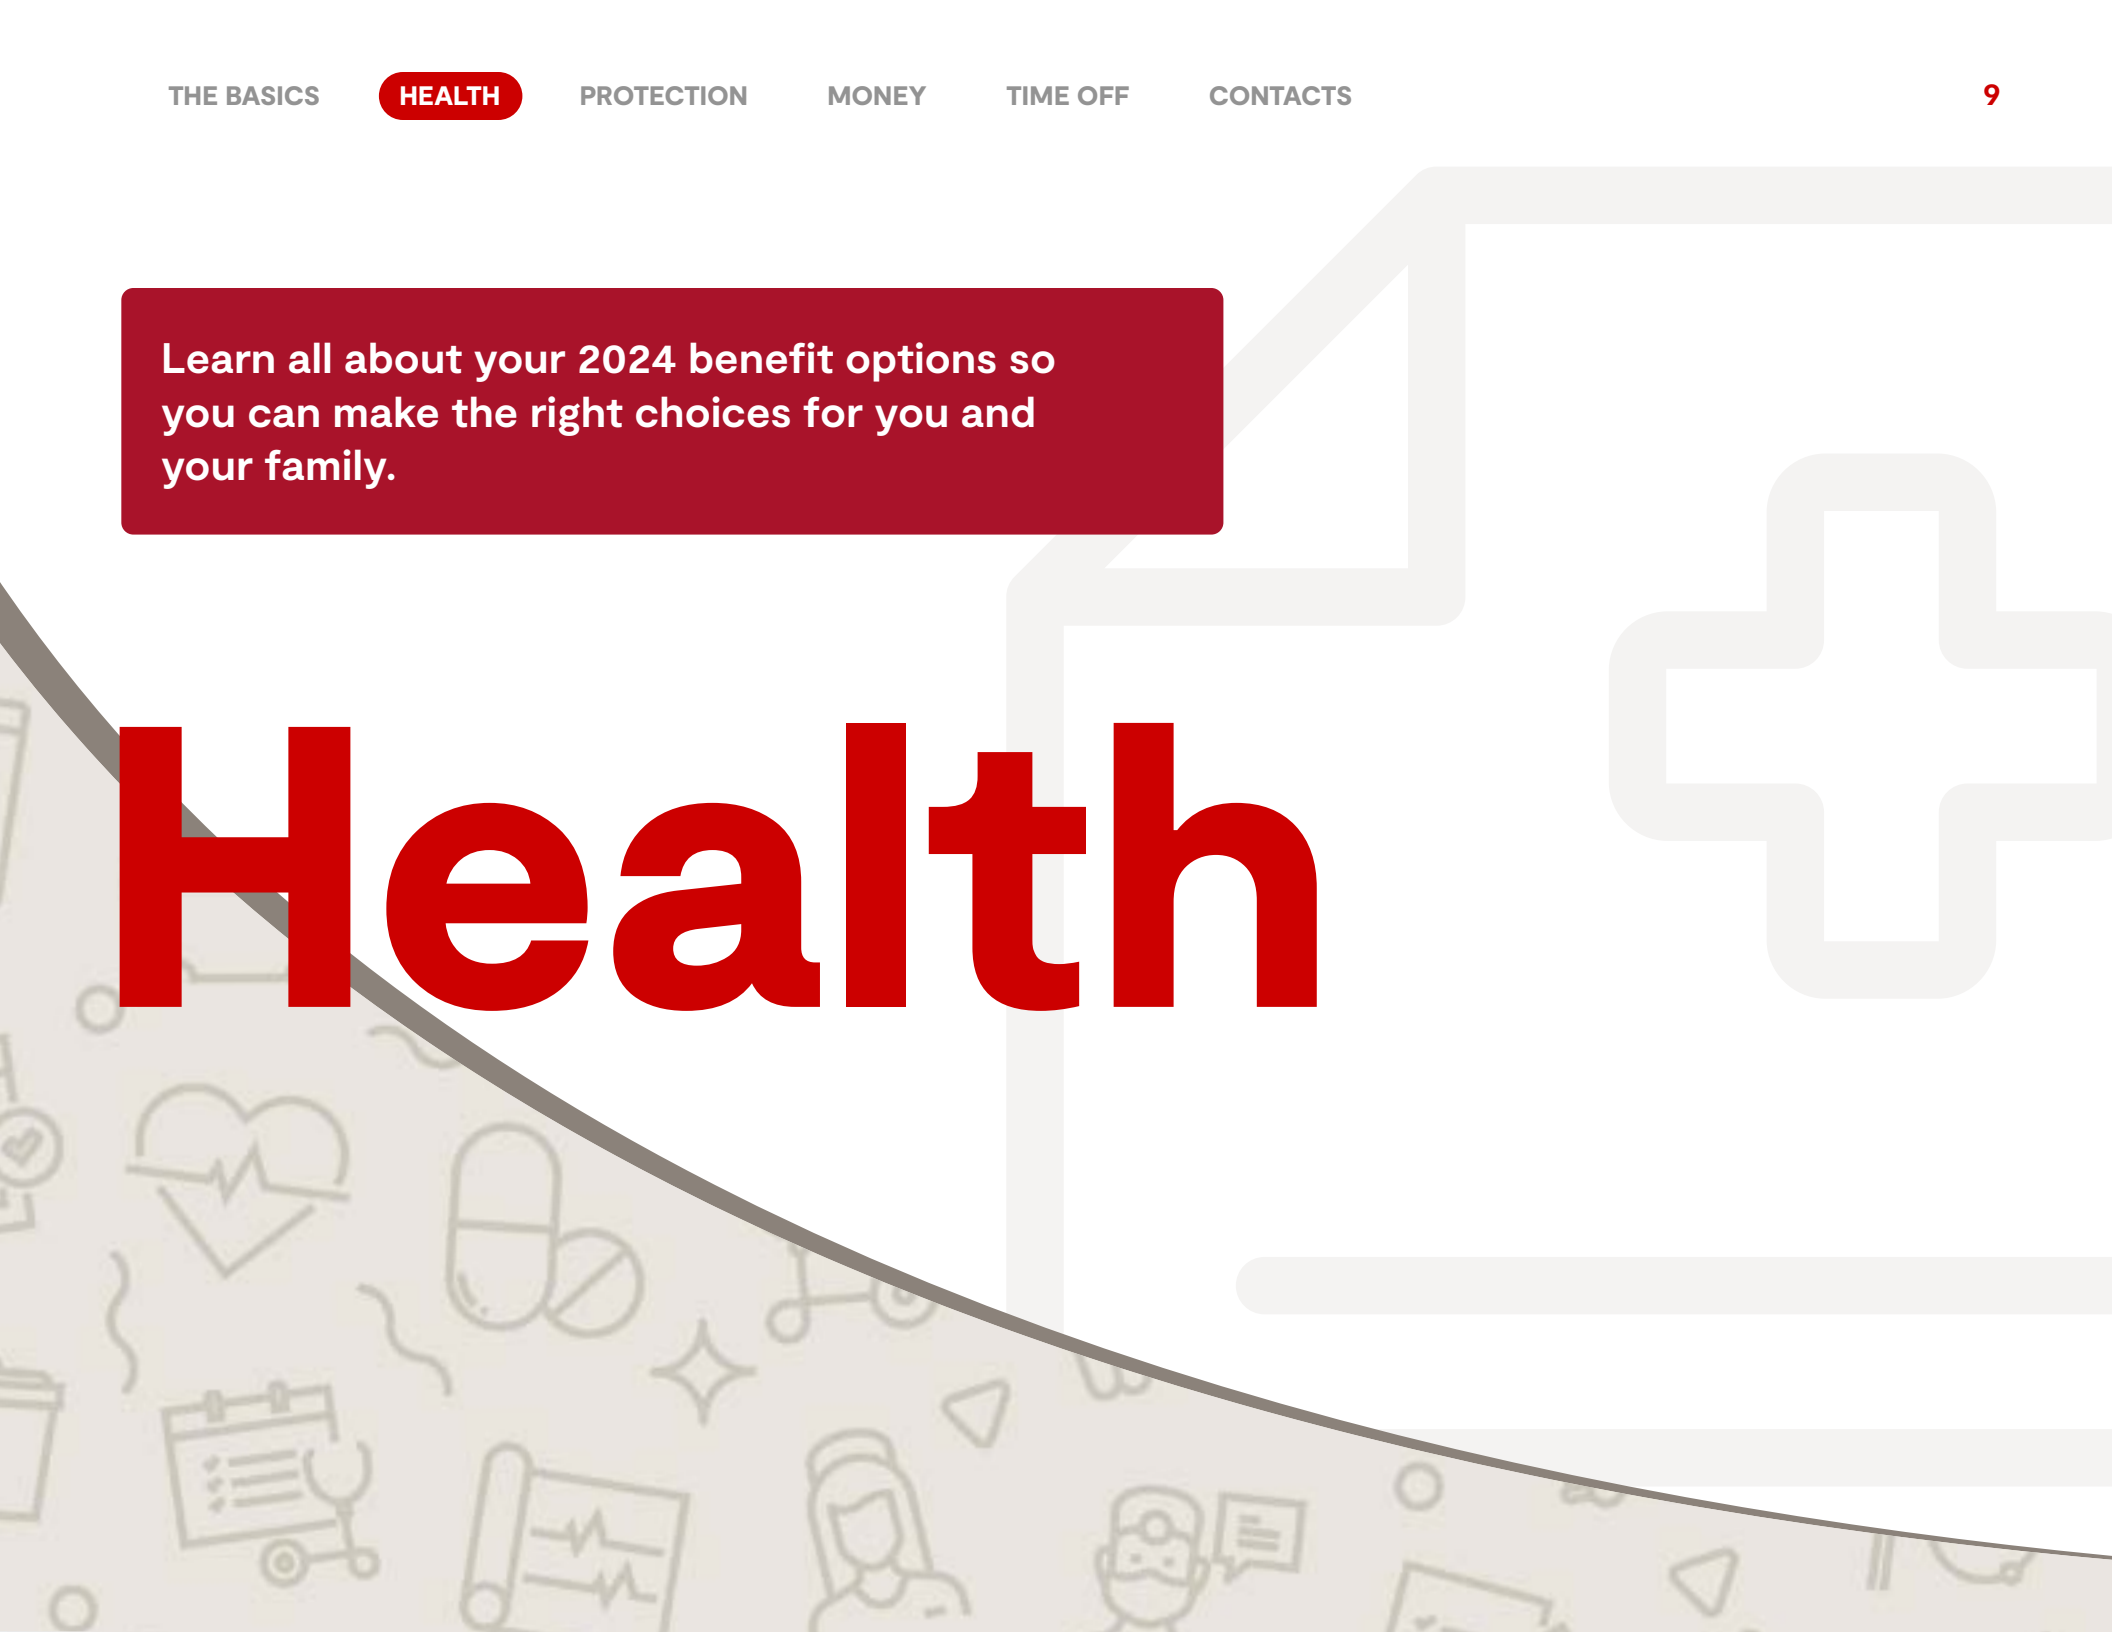 THE BASICS HEALTH PROTECTION MONEY TIME OFF CONTACTS 9
Learn all about your 2024 benefit options so
you can make the right choices for you and
your family.
Health